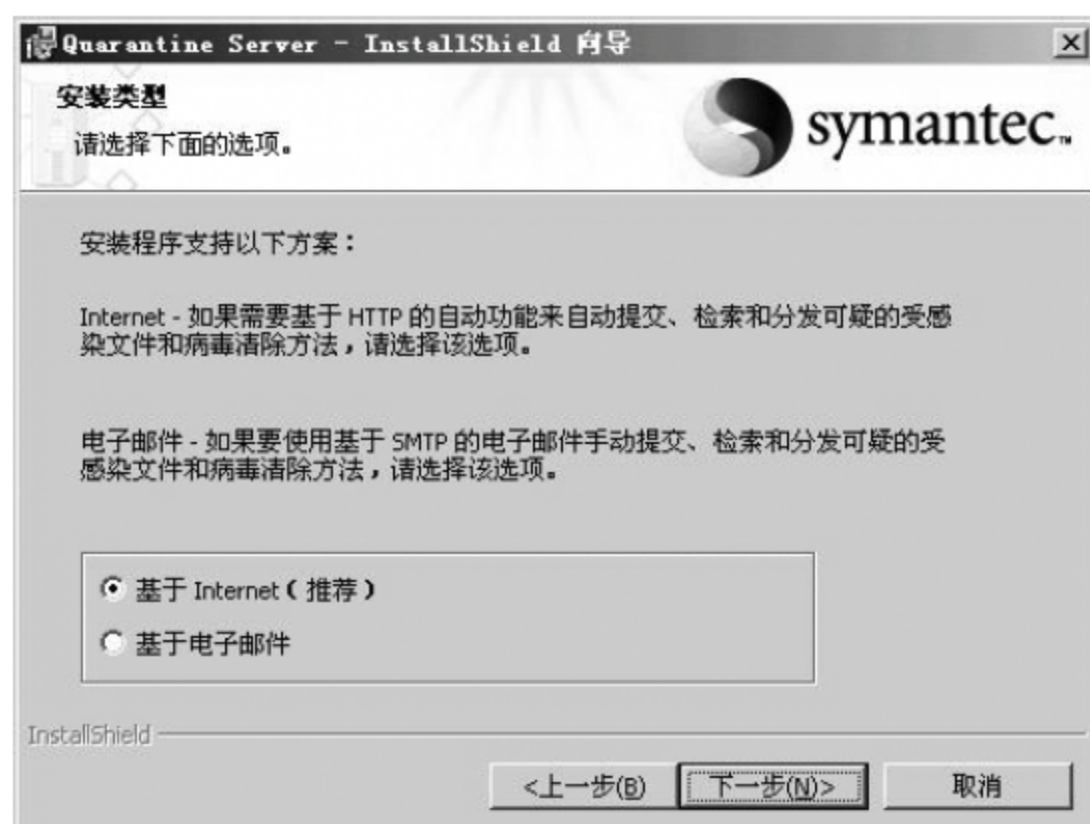 Quarantine Server - InstallShield 向导
安装类型
请选择下面的选项。
symantec™
安装程序支持以下方案：
Internet - 如果需要基于 HTTP 的自动功能来自动提交、检索和分发可疑的受感
染文件和病毒清除方法，请选择该选项。
电子邮件 - 如果要使用基于 SMTP 的电子邮件手动提交、检索和分发可疑的受
感染文件和病毒清除方法，请选择该选项。
基于 Internet（推荐）
基于电子邮件
InstallShield
<上一步(B) 下一步(N)> 取消